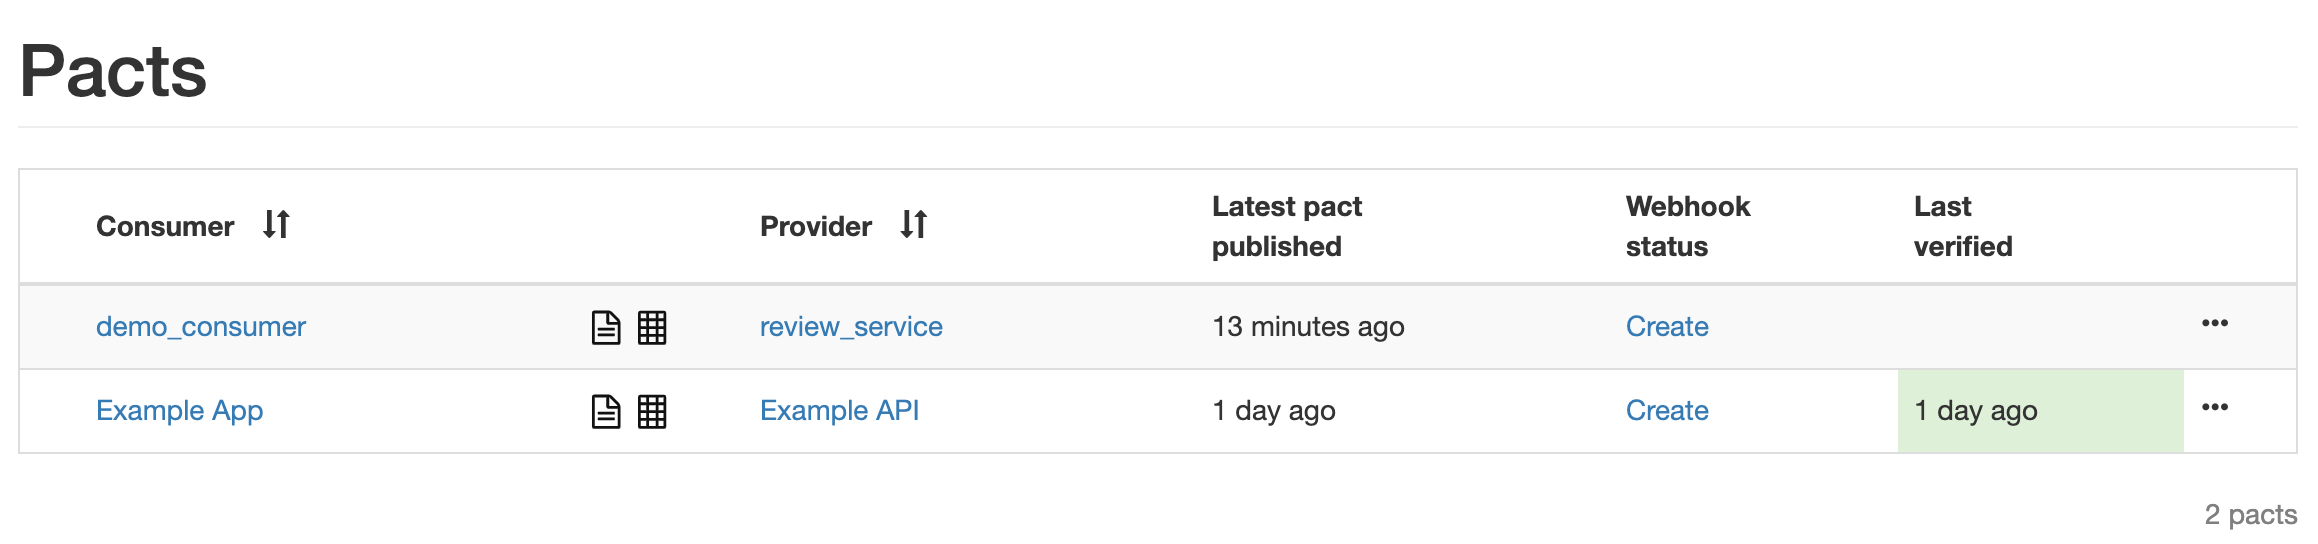 Pacts
Consumer Provider Latest pact published Webhook status Last verified
demo_consumer review_service 13 minutes ago Create
Example App Example API 1 day ago Create 1 day ago
2 pacts